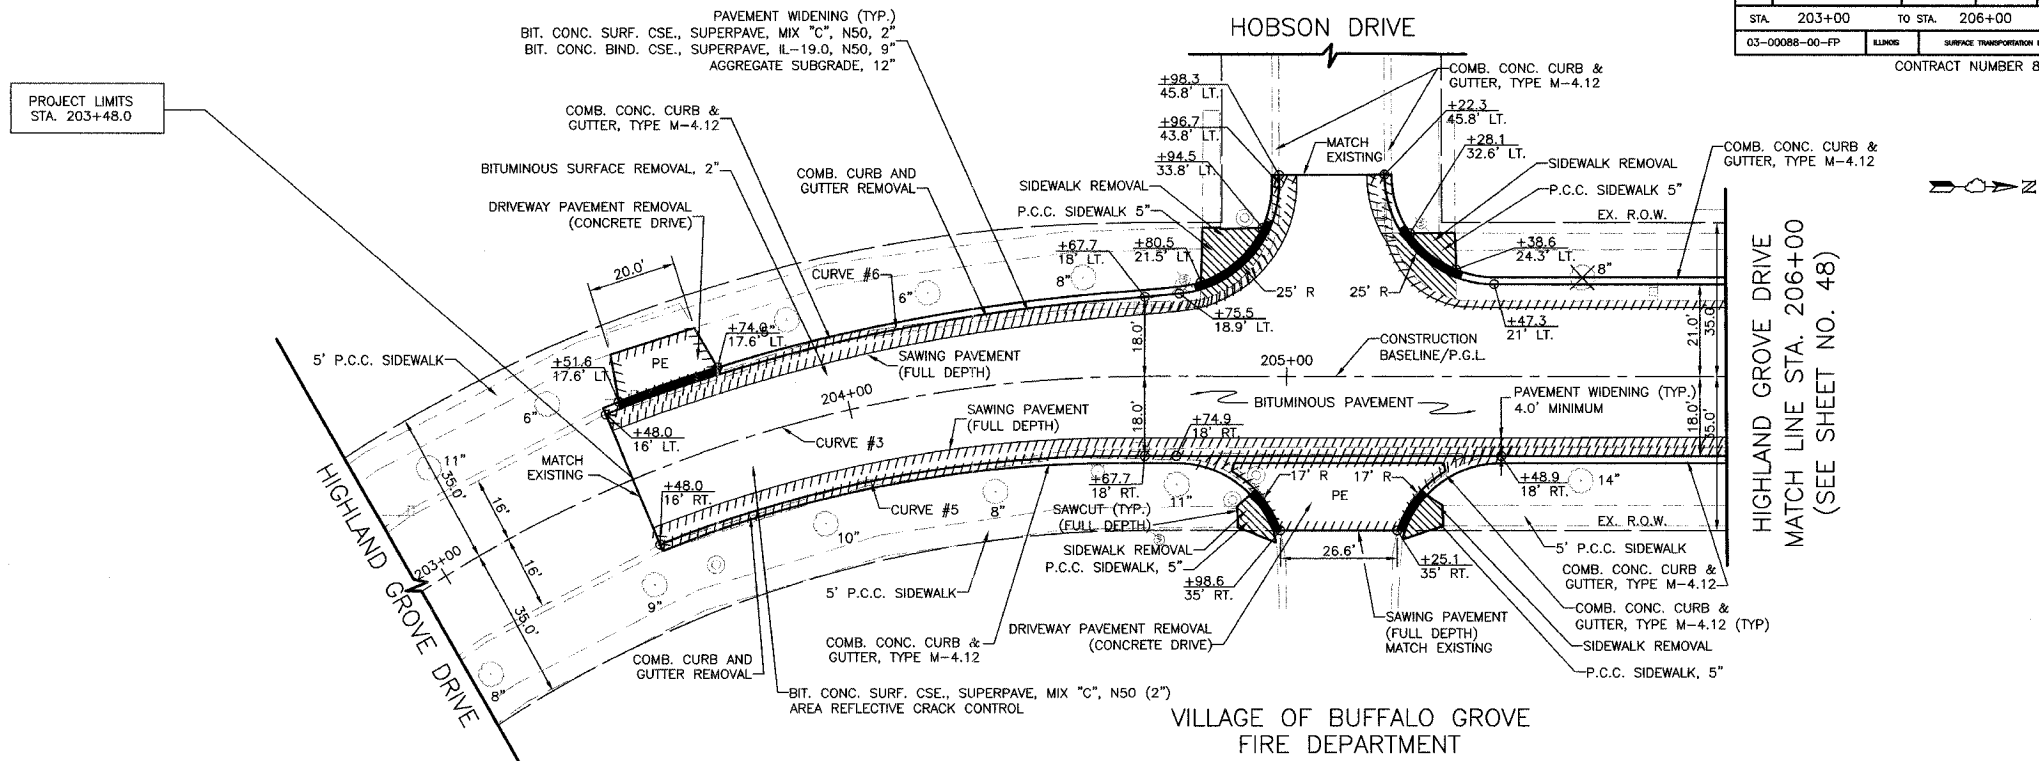 STA. 203+00 TO STA. 206+00
03-00088-00-FP ILLINOIS SURFACE TRANSPORTATION
CONTRACT NUMBER 8
HOBSON DRIVE
PAVEMENT WIDENING (TYP.)
BIT. CONC. SURF. CSE., SUPERPAVE, MIX "C", N50, 2"
BIT. CONC. BIND. CSE., SUPERPAVE, IL-19.0, N50, 9"
AGGREGATE SUBGRADE, 12"
PROJECT LIMITS
STA. 203+48.0
COMB. CONC. CURB &
GUTTER, TYPE M-4.12
BITUMINOUS SURFACE REMOVAL, 2"
COMB. CURB AND
GUTTER REMOVAL
DRIVEWAY PAVEMENT REMOVAL
(CONCRETE DRIVE)
20.0'
+98.3
45.8' LT.
+96.7
43.8' LT.
+94.5
33.8' LT.
COMB. CONC. CURB &
GUTTER, TYPE M-4.12
+22.3
45.8' LT.
+28.1
32.6' LT.
MATCH
EXISTING
SIDEWALK REMOVAL
P.C.C. SIDEWALK 5"
SIDEWALK REMOVAL
P.C.C. SIDEWALK 5"
COMB. CONC. CURB &
GUTTER, TYPE M-4.12
N
EX. R.O.W.
+67.7
18' LT.
+80.5
21.5' LT.
+38.6
24.3' LT.
CURVE #6
6"
8"
8"
25' R
25' R
+75.5
18.9' LT.
+47.3
21' LT.
+74.0
17.6' LT.
8"
+51.6
17.6' LT.
PE
5' P.C.C. SIDEWALK
6"
SAWING PAVEMENT
(FULL DEPTH)
18.0'
18.0'
CONSTRUCTION
BASELINE/P.G.L.
205+00
21.0'
35.0'
18.0'
35.0'
204+00
+48.0
16' LT.
CURVE #3
SAWING PAVEMENT
(FULL DEPTH)
BITUMINOUS PAVEMENT
PAVEMENT WIDENING (TYP.)
4.0' MINIMUM
+74.9
18' RT.
MATCH
EXISTING
11"
35.0'
16'
16'
35.0'
203+00
+48.0
16' RT.
CURVE #5
8"
10"
9"
8"
+67.7
18' RT.
11"
17' R
17' R
PE
+48.9
18' RT.
14"
SAWCUT (TYP.)
(FULL DEPTH)
EX. R.O.W.
SIDEWALK REMOVAL
P.C.C. SIDEWALK, 5"
26.6'
+98.6
35' RT.
+25.1
35' RT.
5' P.C.C. SIDEWALK
COMB. CONC. CURB &
GUTTER, TYPE M-4.12
COMB. CONC. CURB &
GUTTER, TYPE M-4.12 (TYP)
SIDEWALK REMOVAL
P.C.C. SIDEWALK, 5"
5' P.C.C. SIDEWALK
DRIVEWAY PAVEMENT REMOVAL
(CONCRETE DRIVE)
SAWING PAVEMENT
(FULL DEPTH)
MATCH EXISTING
COMB. CONC. CURB &
GUTTER, TYPE M-4.12
COMB. CURB AND
GUTTER REMOVAL
BIT. CONC. SURF. CSE., SUPERPAVE, MIX "C", N50 (2")
AREA REFLECTIVE CRACK CONTROL
HIGHLAND GROVE DRIVE
HIGHLAND GROVE DRIVE
MATCH LINE STA. 206+00
(SEE SHEET NO. 48)
VILLAGE OF BUFFALO GROVE
FIRE DEPARTMENT